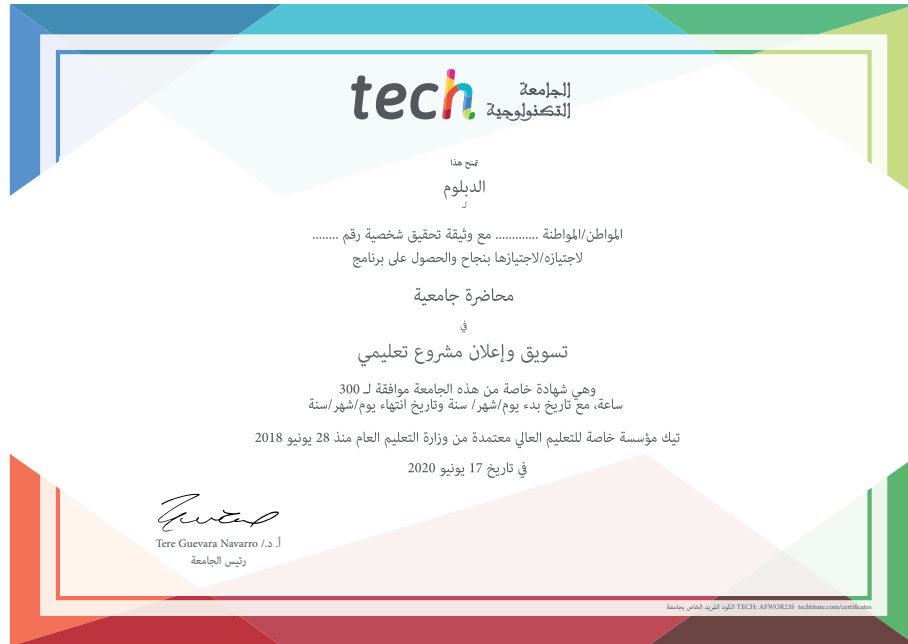 tech الجامعة
التكنولوجية
تمنح هذا
الدبلوم
لـ
المواطن/المواطنة ............. مع وثيقة تحقيق شخصية رقم ........
لاجتيازه/لاجتيازها بنجاح والحصول على برنامج
محاضرة جامعية
في
تسويق وإعلان مشروع تعليمي
وهي شهادة خاصة من هذه الجامعة موافقة لـ 300
ساعة، مع تاريخ بدء يوم/شهر/ سنة وتاريخ انتهاء يوم/شهر/سنة
تيك مؤسسة خاصة للتعليم العالي معتمدة من وزارة التعليم العام منذ 28 يونيو 2018
في تاريخ 17 يونيو 2020
أ. د./ Tere Guevara Navarro
رئيس الجامعة
الكود الفريد الخاص بجامعة TECH: AFWOR23S techtitute.com/certificates